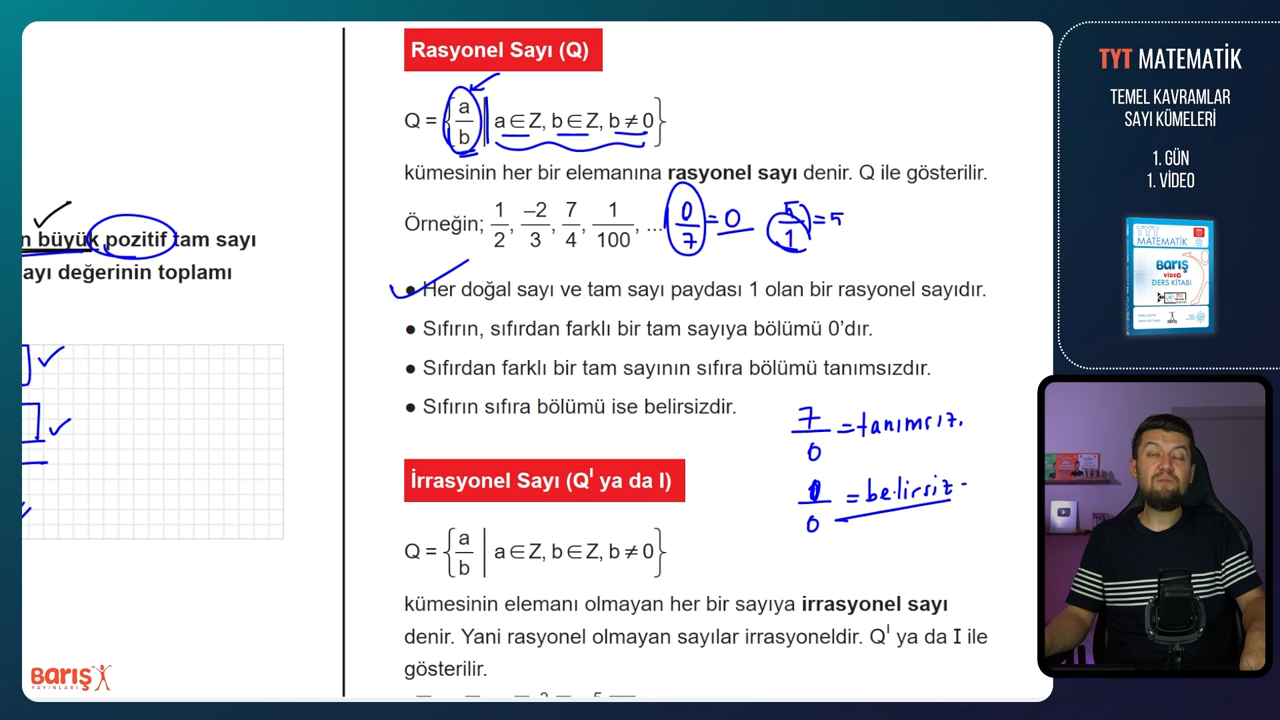 Rasyonel Sayı (Q)
Q = { a/b | a ∈ Z, b ∈ Z, b ≠ 0 }
kümesinin her bir elemanına rasyonel sayı denir. Q ile gösterilir.
Örneğin; 1/2, –2/3, 7/4, 1/100, ... 0/7 = 0 5/1 = 5
● Her doğal sayı ve tam sayı paydası 1 olan bir rasyonel sayıdır.
● Sıfırın, sıfırdan farklı bir tam sayıya bölümü 0’dır.
● Sıfırdan farklı bir tam sayının sıfıra bölümü tanımsızdır.
● Sıfırın sıfıra bölümü ise belirsizdir.
7/0 = tanımsız.
0/0 = belirsiz
İrrasyonel Sayı (Qᴵ ya da I)
Q = { a/b | a ∈ Z, b ∈ Z, b ≠ 0 }
kümesinin elemanı olmayan her bir sayıya irrasyonel sayı
denir. Yani rasyonel olmayan sayılar irrasyoneldir. Qᴵ ya da I ile
gösterilir.
büyük pozitif tam sayı
ayı değerinin toplamı
BARIŞ
YAYINLARI
TYT MATEMATİK
TEMEL KAVRAMLAR
SAYI KÜMELERİ
1. GÜN
1. VİDEO
TYT
MATEMATİK
BARIŞ
VİDEO
DERS KİTABI